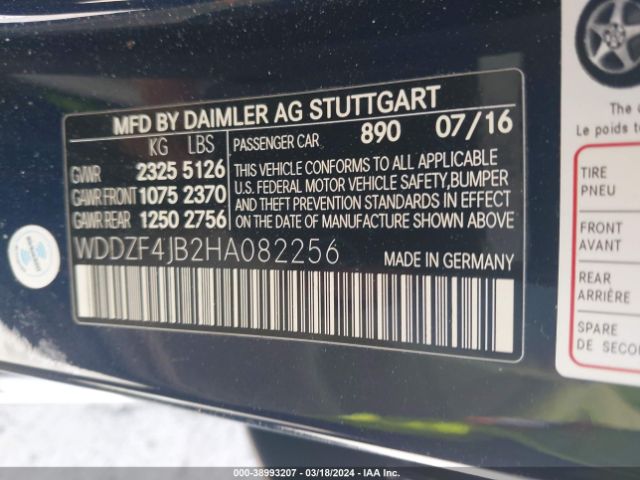 MFD BY DAIMLER AG STUTTGART
KG LBS
GVWR 2325 5126
GAWR FRONT 1075 2370
GAWR REAR 1250 2756
PASSENGER CAR 890 07/16
THIS VEHICLE CONFORMS TO ALL APPLICABLE
U.S. FEDERAL MOTOR VEHICLE SAFETY, BUMPER
AND THEFT PREVENTION STANDARDS IN EFFECT
ON THE DATE OF MANUFACTURE SHOWN ABOVE
WDDZF4JB2HA082256
MADE IN GERMANY
The
Le poids
TIRE
PNEU
FRONT
AVANT
REAR
ARRIÈRE
SPARE
DE
000-38993207 - 03/18/2024 - IAA Inc.